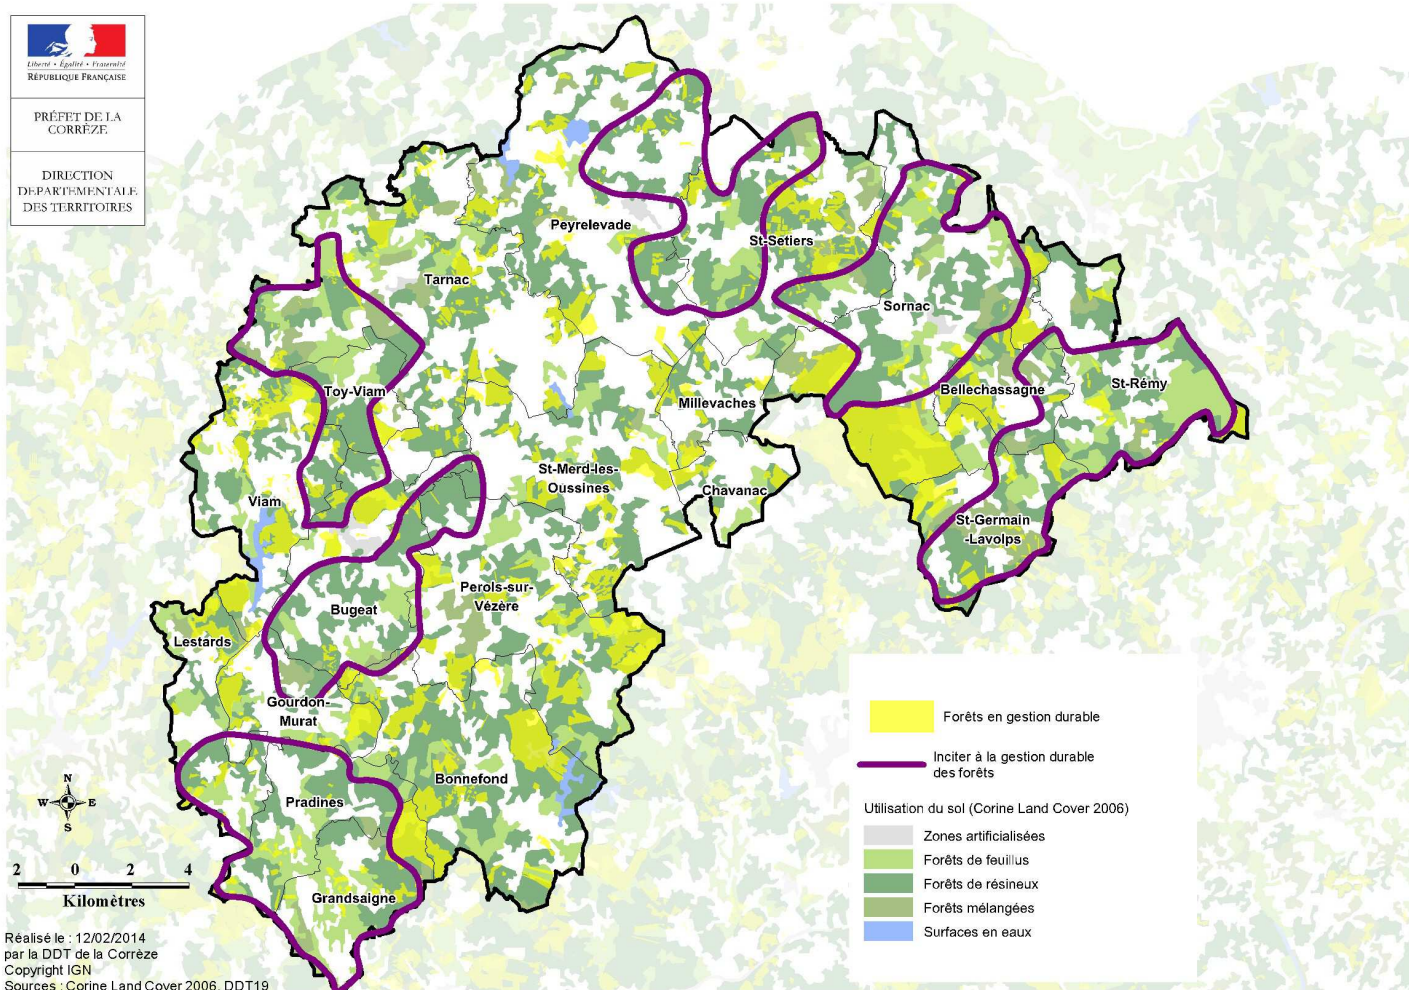 Liberté • Égalité • Fraternité
RÉPUBLIQUE FRANÇAISE
PRÉFET DE LA
CORRÈZE
DIRECTION
DEPARTEMENTALE
DES TERRITOIRES
Peyrelevade
St-Setiers
Tarnac
Sornac
Toy-Viam
Millevaches
Bellechassagne
St-Rémy
St-Merd-les-
Oussines
Chavanac
Viam
St-Germain
-Lavolps
Bugeat
Perols-sur-
Vézère
Lestards
Gourdon-
Murat
Bonnefond
Pradines
Grandsaigne
N
W E
S
2 0 2 4
Kilomètres
Réalisé le : 12/02/2014
par la DDT de la Corrèze
Copyright IGN
Sources : Corine Land Cover 2006, DDT19
Forêts en gestion durable
Inciter à la gestion durable
des forêts
Utilisation du sol (Corine Land Cover 2006)
Zones artificialisées
Forêts de feuillus
Forêts de résineux
Forêts mélangées
Surfaces en eaux